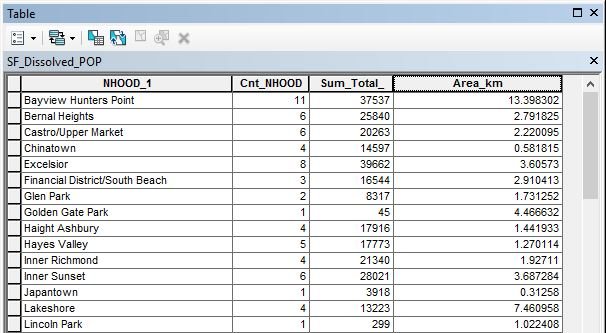 Table
SF_Dissolved_POP
NHOOD_1 Cnt_NHOOD Sum_Total_ Area_km
Bayview Hunters Point 11 37537 13.398302
Bernal Heights 6 25840 2.791825
Castro/Upper Market 6 20263 2.220095
Chinatown 4 14597 0.581815
Excelsior 8 39662 3.60573
Financial District/South Beach 3 16544 2.910413
Glen Park 2 8317 1.731252
Golden Gate Park 1 45 4.466632
Haight Ashbury 4 17916 1.441933
Hayes Valley 5 17773 1.270114
Inner Richmond 4 21340 1.92711
Inner Sunset 6 28021 3.687284
Japantown 1 3918 0.31258
Lakeshore 4 13223 7.460958
Lincoln Park 1 299 1.022408